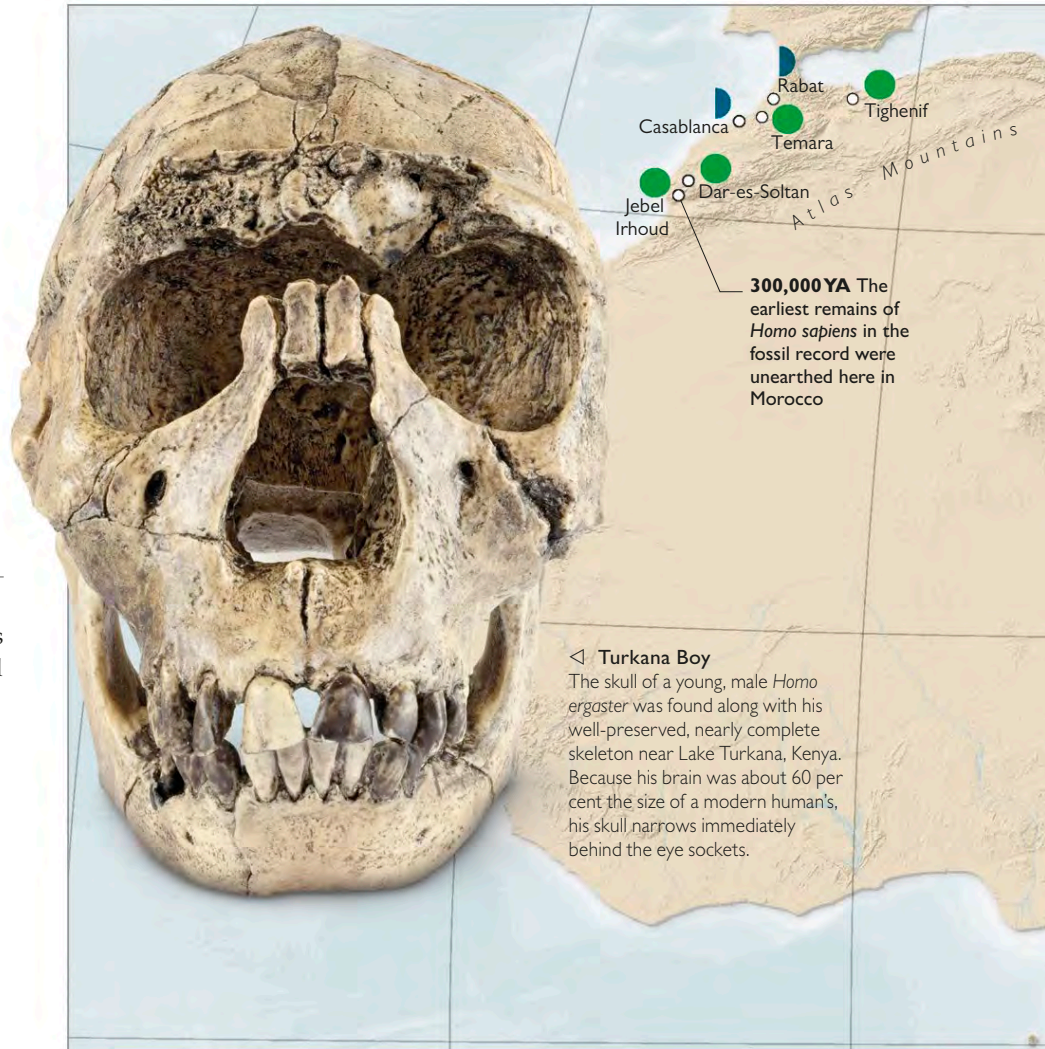 Rabat
Tighenif
Casablanca
Temara
Atlas Mountains
Dar-es-Soltan
Jebel
Irhoud
300,000 YA The
earliest remains of
Homo sapiens in the
fossil record were
unearthed here in
Morocco
s
◁ Turkana Boy
The skull of a young, male Homo
ergaster was found along with his
well-preserved, nearly complete
skeleton near Lake Turkana, Kenya.
Because his brain was about 60 per
cent the size of a modern human's,
his skull narrows immediately
behind the eye sockets.